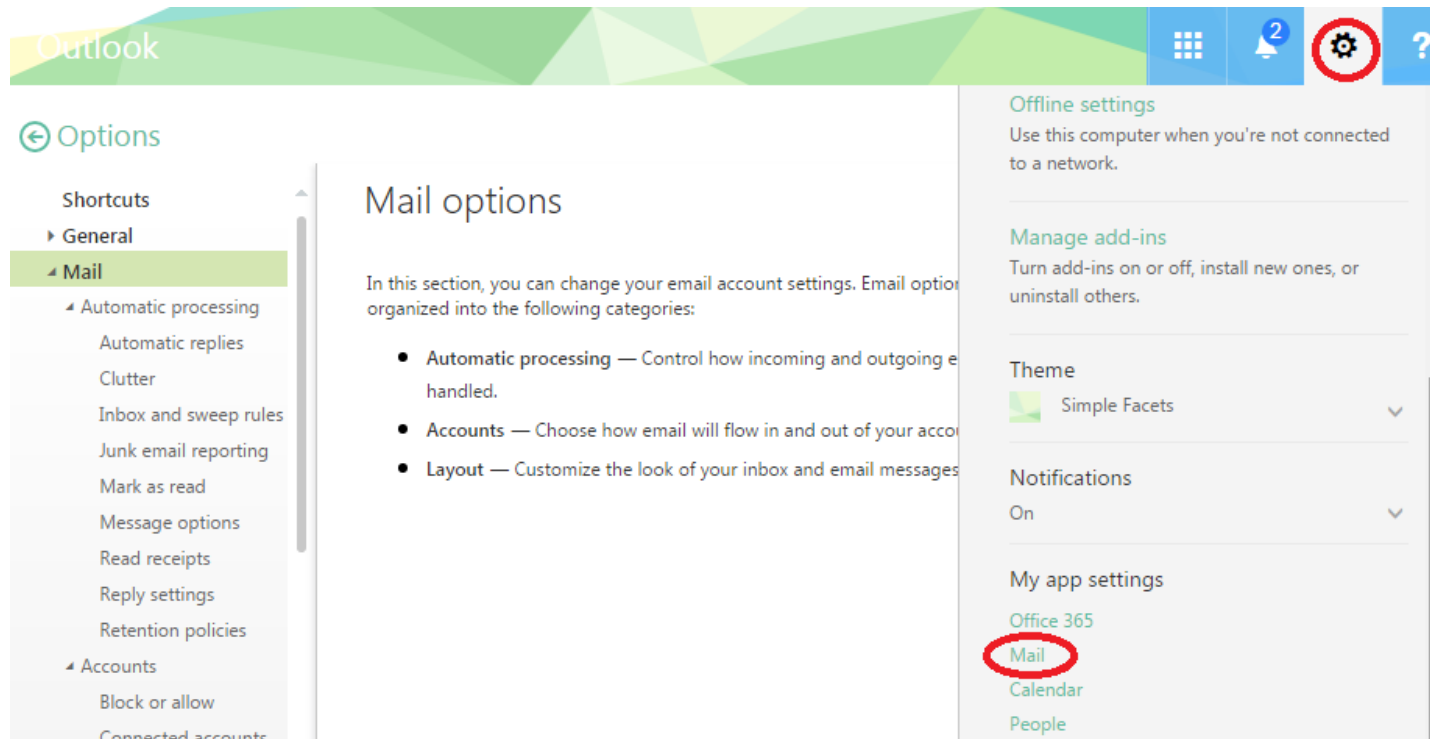 Outlook
2
?
Options
Shortcuts
General
Mail
Automatic processing
Automatic replies
Clutter
Inbox and sweep rules
Junk email reporting
Mark as read
Message options
Read receipts
Reply settings
Retention policies
Accounts
Block or allow
Connected accounts
Mail options
In this section, you can change your email account settings. Email option
organized into the following categories:
• Automatic processing — Control how incoming and outgoing e
handled.
• Accounts — Choose how email will flow in and out of your accou
• Layout — Customize the look of your inbox and email messages
Offline settings
Use this computer when you're not connected
to a network.
Manage add-ins
Turn add-ins on or off, install new ones, or
uninstall others.
Theme
Simple Facets
Notifications
On
My app settings
Office 365
Mail
Calendar
People